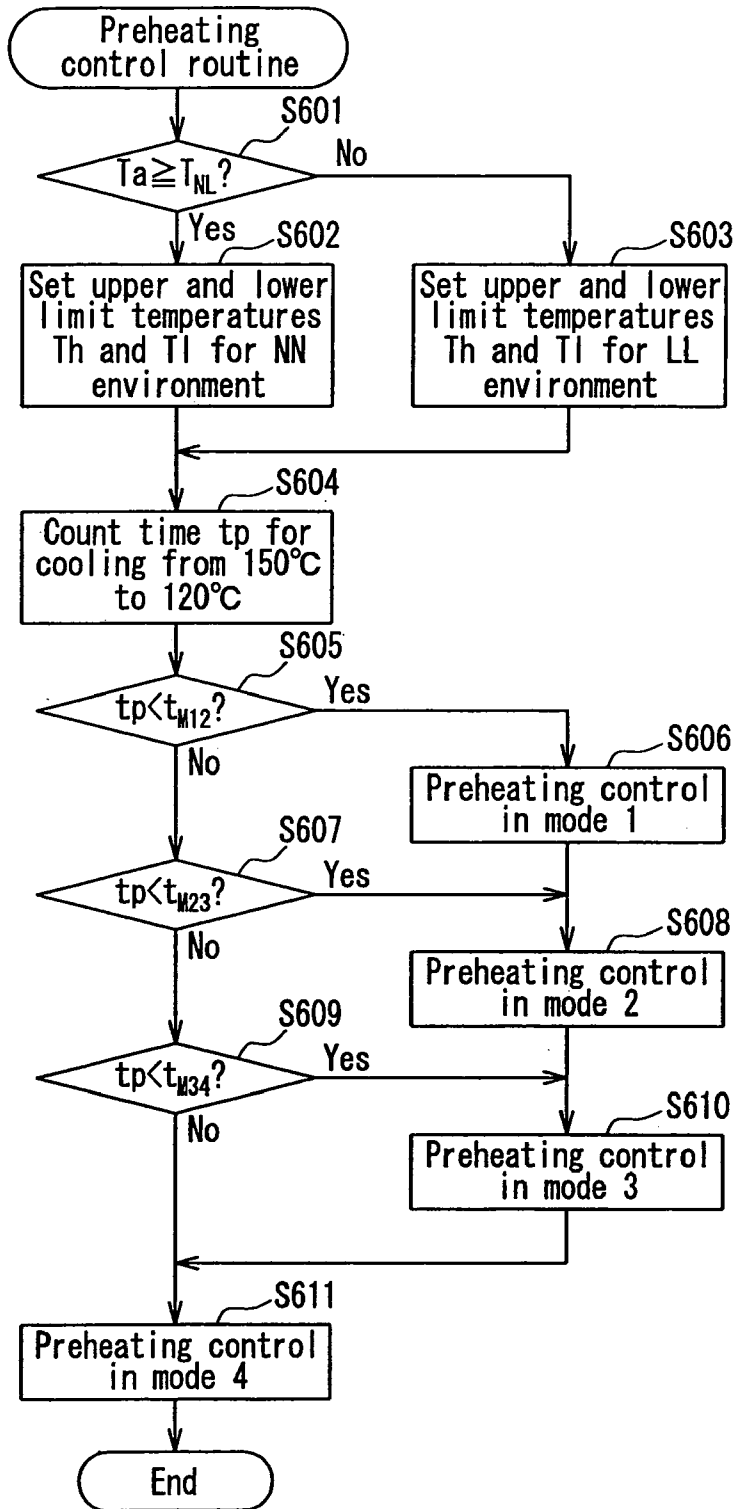 Preheating
control routine
S601
Ta≧T_NL?
No
Yes
S602
S603
Set upper and lower
limit temperatures
Th and Tl for NN
environment
Set upper and lower
limit temperatures
Th and Tl for LL
environment
S604
Count time tp for
cooling from 150℃
to 120℃
S605
tp<t_M12?
Yes
No
S606
Preheating control
in mode 1
S607
tp<t_M23?
Yes
No
S608
Preheating control
in mode 2
S609
tp<t_M34?
Yes
No
S610
Preheating control
in mode 3
S611
Preheating control
in mode 4
End